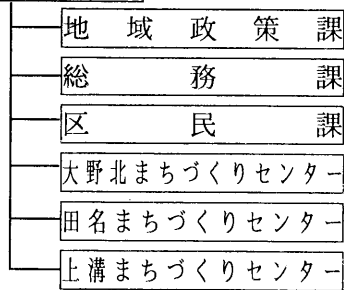 地域政策課
総務課
区民課
大野北まちづくりセンター
田名まちづくりセンター
上溝まちづくりセンター